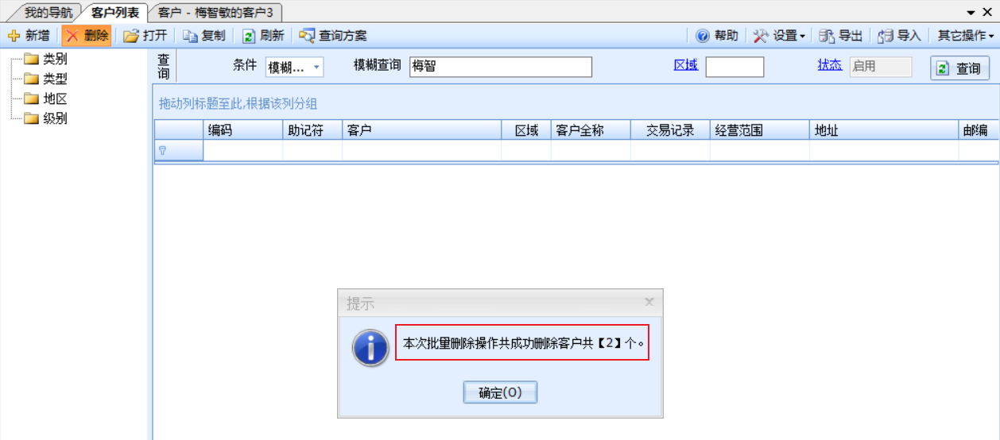 我的导航 客户列表 客户 - 梅智敏的客户3
新增 删除 打开 复制 刷新 查询方案 帮助 设置 导出 导入 其它操作
类别
类型
地区
级别
查询 条件 模糊... 模糊查询 梅智 区域 状态 启用 查询
拖动列标题至此,根据该列分组
编码 助记符 客户 区域 客户全称 交易记录 经营范围 地址 邮编
提示
本次批量删除操作共成功删除客户共【2】个。
确定(O)